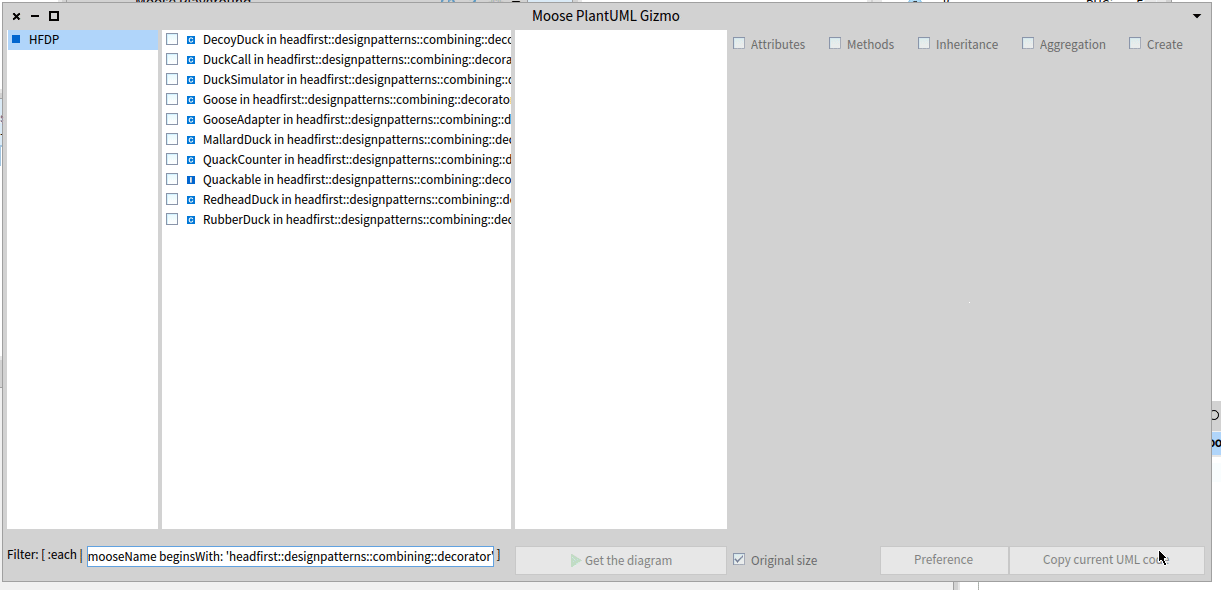 Moose PlantUML Gizmo
HFDP
DecoyDuck in headfirst::designpatterns::combining::deco
DuckCall in headfirst::designpatterns::combining::decora
DuckSimulator in headfirst::designpatterns::combining::
Goose in headfirst::designpatterns::combining::decorato
GooseAdapter in headfirst::designpatterns::combining::d
MallardDuck in headfirst::designpatterns::combining::de
QuackCounter in headfirst::designpatterns::combining::d
Quackable in headfirst::designpatterns::combining::deco
RedheadDuck in headfirst::designpatterns::combining::d
RubberDuck in headfirst::designpatterns::combining::dec
Attributes Methods Inheritance Aggregation Create
Filter: [ :each | mooseName beginsWith: 'headfirst::designpatterns::combining::decorator' ]
Get the diagram
Original size
Preference
Copy current UML code